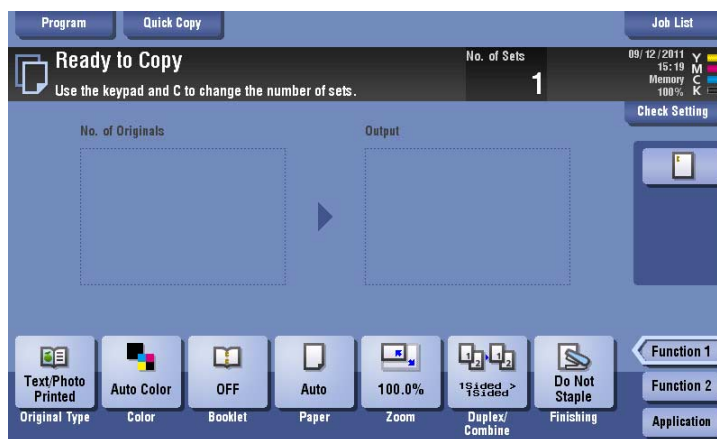 Program
Quick Copy
Job List
Ready to Copy
Use the keypad and C to change the number of sets.
No. of Sets
1
09/12/2011
15:19
Memory
100%
Y
M
C
K
Check Setting
No. of Originals
Output
Text/Photo
Printed
Original Type
Auto Color
Color
OFF
Booklet
Auto
Paper
100.0%
Zoom
1Sided >
1Sided
Duplex/
Combine
Do Not
Staple
Finishing
Function 1
Function 2
Application